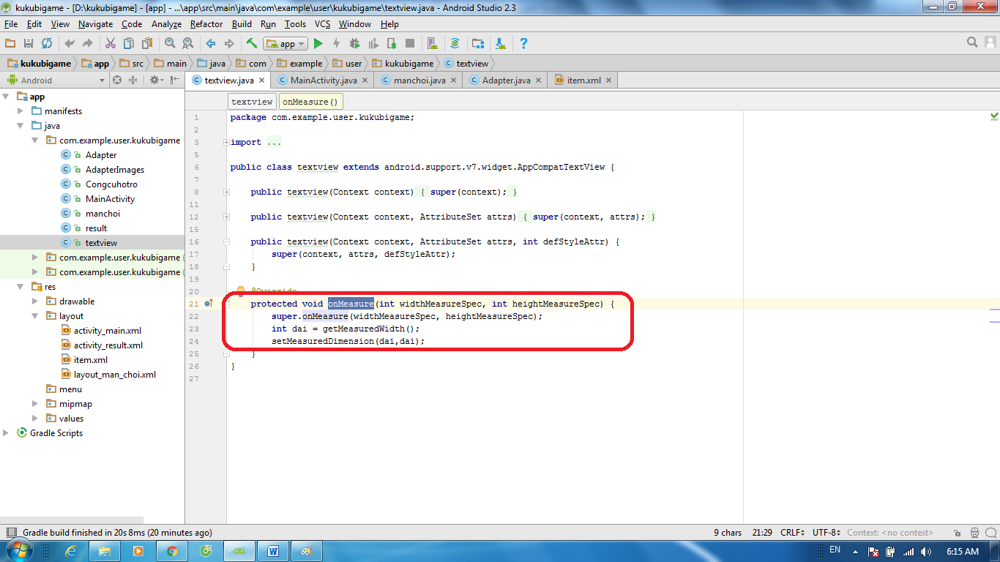 kukubigame - [D:\kukubigame] - [app] - ...\app\src\main\java\com\example\user\kukubigame\textview.java - Android Studio 2.3
File Edit View Navigate Code Analyze Refactor Build Run Tools VCS Window Help
app
kukubigame app src main java com example user kukubigame textview
Android
textview.java MainActivity.java manchoi.java Adapter.java item.xml
app
manifests
java
com.example.user.kukubigame
Adapter
AdapterImages
Congcuhotro
MainActivity
manchoi
result
textview
com.example.user.kukubigame (
com.example.user.kukubigame (
res
drawable
layout
activity_main.xml
activity_result.xml
item.xml
layout_man_choi.xml
menu
mipmap
values
Gradle Scripts
textview onMeasure()
1 package com.example.user.kukubigame;
2
3 import ...
5
6 public class textview extends android.support.v7.widget.AppCompatTextView {
7
8 public textview(Context context) { super(context); }
11
12 public textview(Context context, AttributeSet attrs) { super(context, attrs); }
15
16 public textview(Context context, AttributeSet attrs, int defStyleAttr) {
17 super(context, attrs, defStyleAttr);
18 }
19
20 @Override
21 protected void onMeasure(int widthMeasureSpec, int heightMeasureSpec) {
22 super.onMeasure(widthMeasureSpec, heightMeasureSpec);
23 int dai = getMeasuredWidth();
24 setMeasuredDimension(dai,dai);
25 }
26 }
27
Gradle build finished in 20s 8ms (20 minutes ago) 9 chars 21:29 CRLF UTF-8 Context: <no context>
EN 6:15 AM